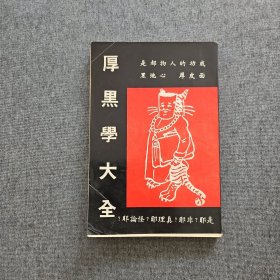 成功的人物都是
面皮厚 心地黑
厚黑學大全
是耶？非耶？真理耶？怪論耶？